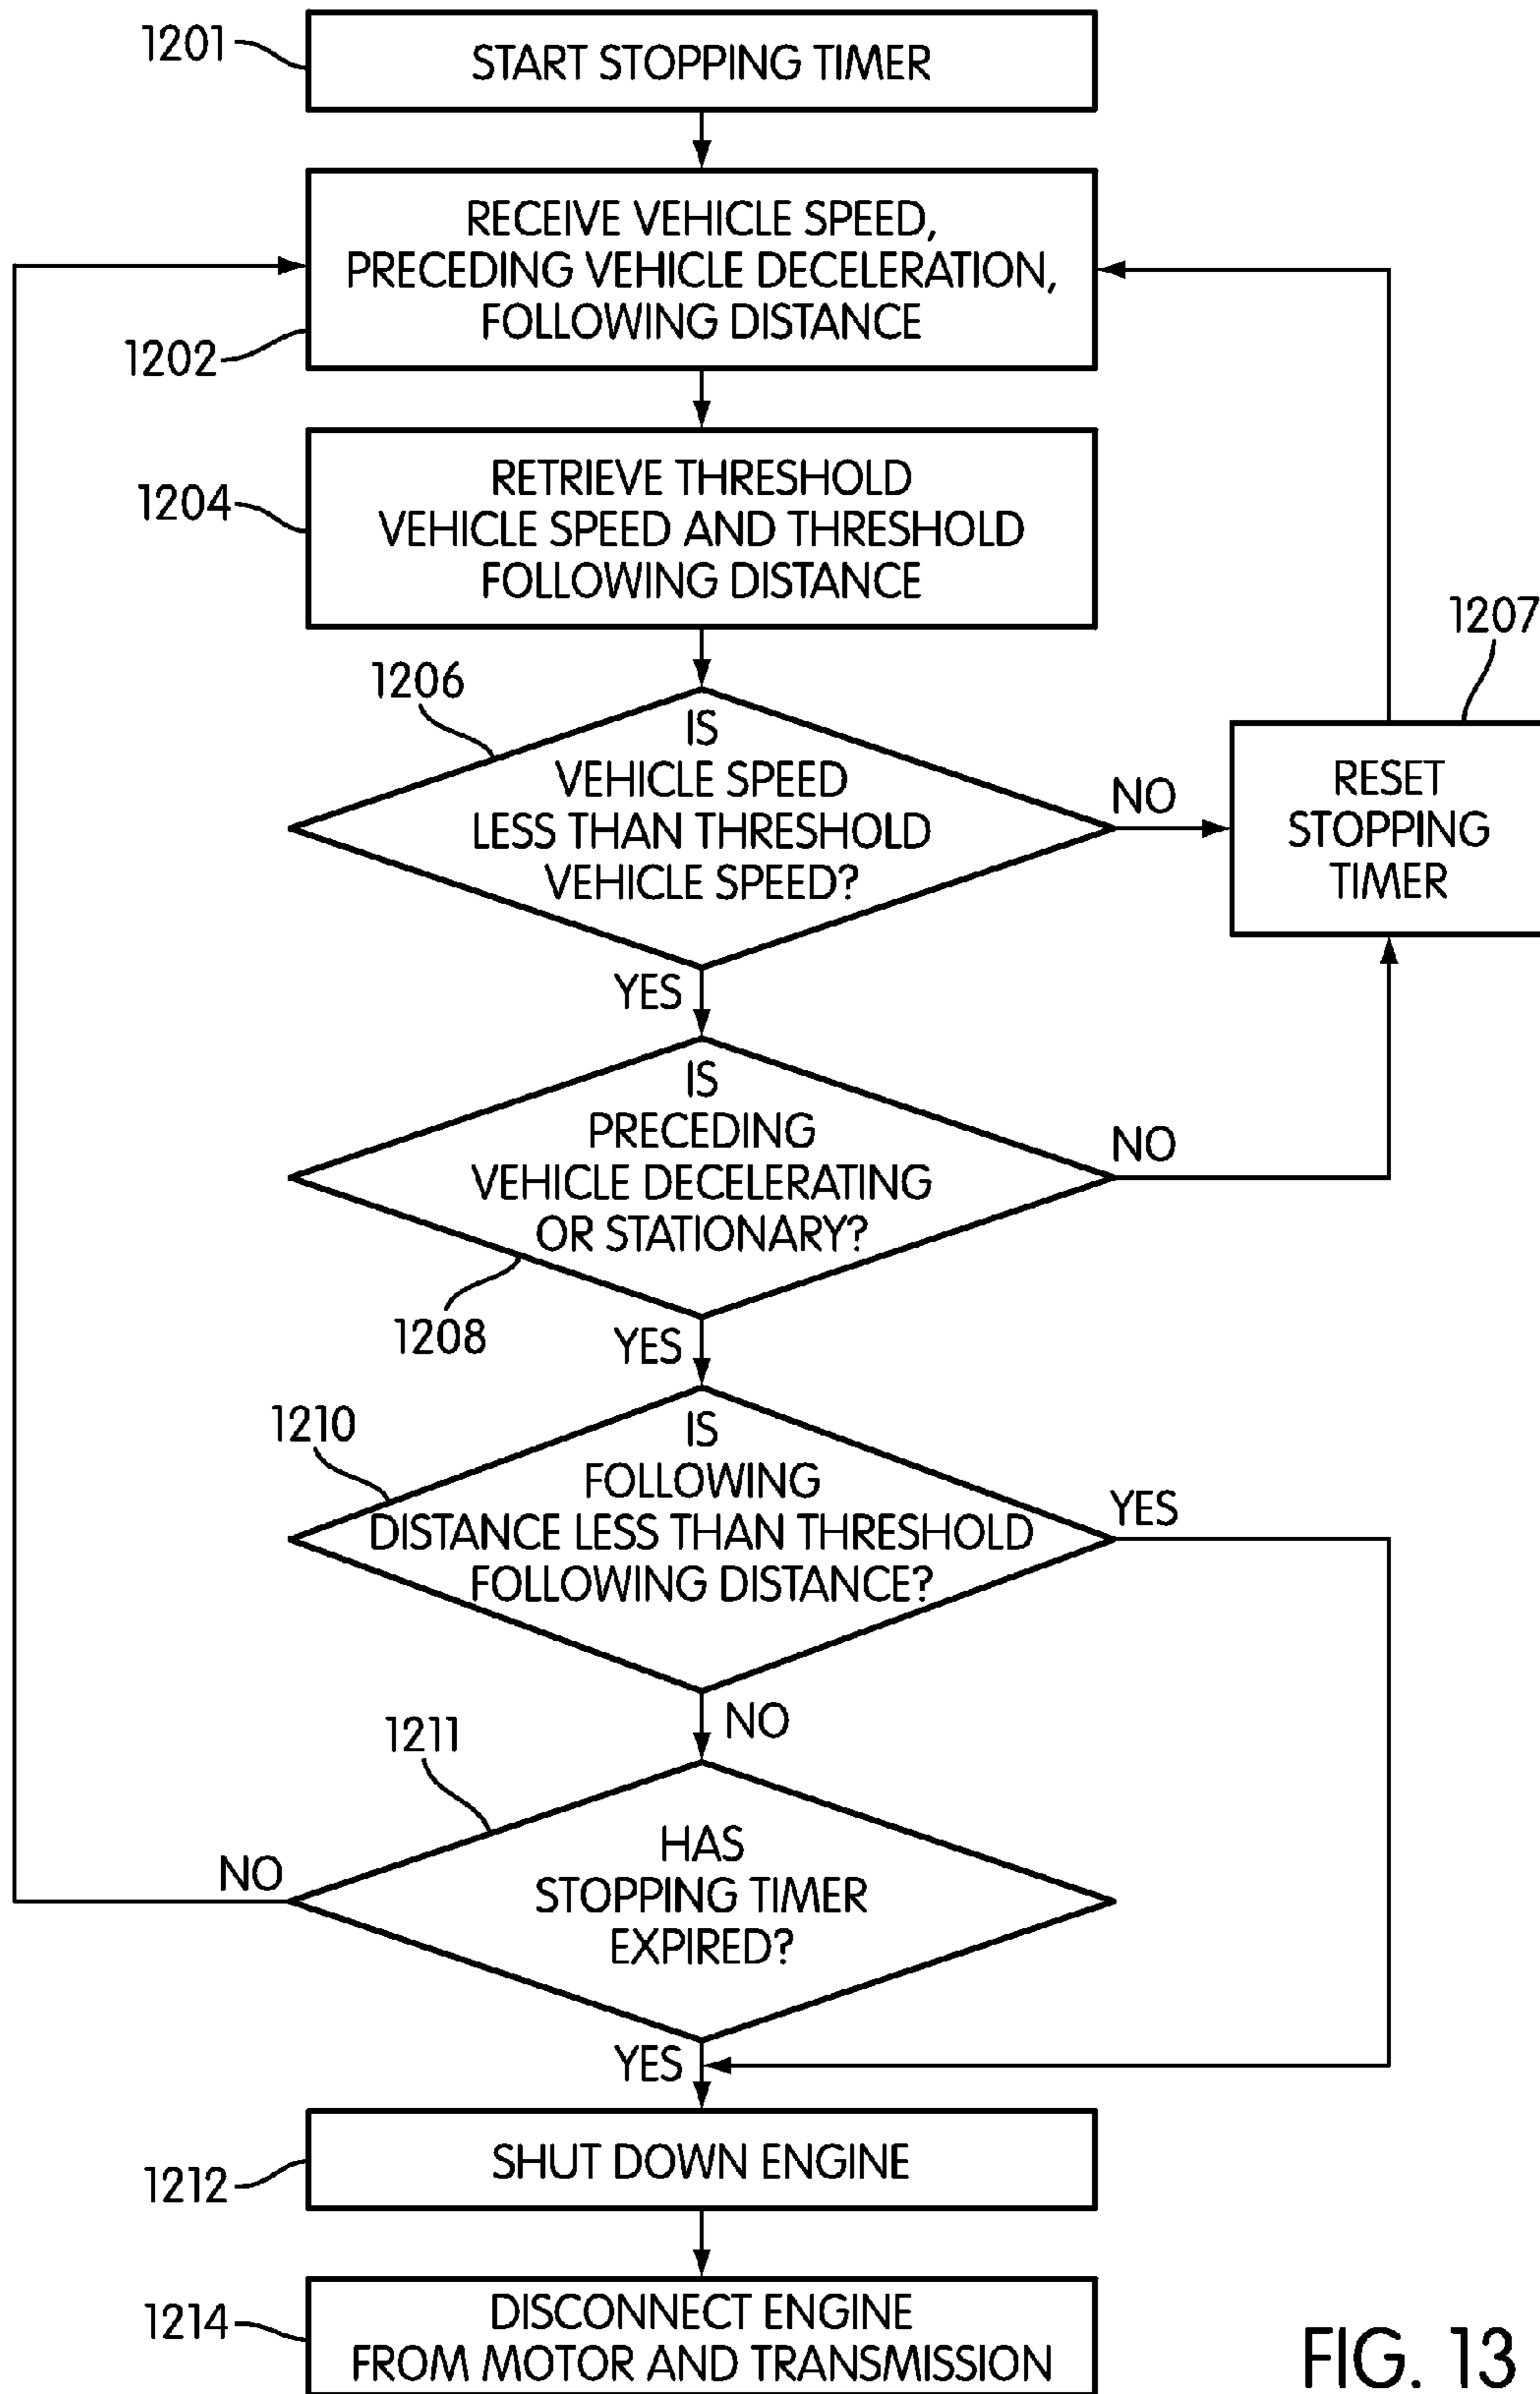 1201
START STOPPING TIMER
RECEIVE VEHICLE SPEED,
PRECEDING VEHICLE DECELERATION,
FOLLOWING DISTANCE
1202
RETRIEVE THRESHOLD
VEHICLE SPEED AND THRESHOLD
FOLLOWING DISTANCE
1204
1207
1206
IS
VEHICLE SPEED
LESS THAN THRESHOLD
VEHICLE SPEED?
NO
RESET
STOPPING
TIMER
YES
IS
PRECEDING
VEHICLE DECELERATING
OR STATIONARY?
NO
1208
YES
1210
IS
FOLLOWING
DISTANCE LESS THAN THRESHOLD
FOLLOWING DISTANCE?
YES
NO
1211
HAS
STOPPING TIMER
EXPIRED?
NO
YES
SHUT DOWN ENGINE
1212
1214
DISCONNECT ENGINE
FROM MOTOR AND TRANSMISSION
FIG. 13